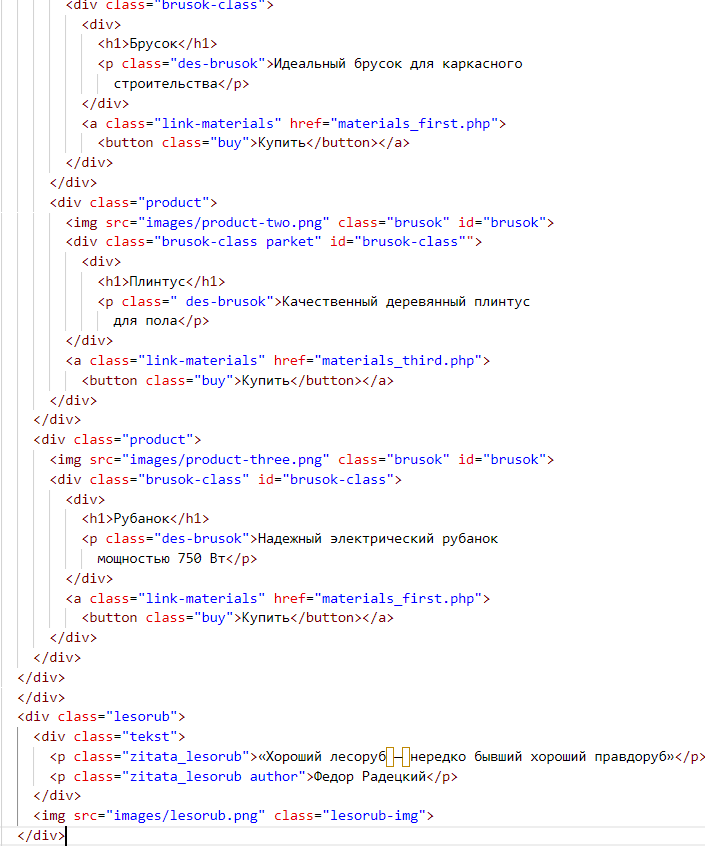 <div class="brusok-class">
<div>
<h1>Брусок</h1>
<p class="des-brusok">Идеальный брусок для каркасного
строительства</p>
</div>
<a class="link-materials" href="materials_first.php">
<button class="buy">Купить</button></a>
</div>
</div>
<div class="product">
<img src="images/product-two.png" class="brusok" id="brusok">
<div class="brusok-class parket" id="brusok-class"">
<div>
<h1>Плинтус</h1>
<p class=" des-brusok">Качественный деревянный плинтус
для пола</p>
</div>
<a class="link-materials" href="materials_third.php">
<button class="buy">Купить</button></a>
</div>
</div>
<div class="product">
<img src="images/product-three.png" class="brusok" id="brusok">
<div class="brusok-class" id="brusok-class">
<div>
<h1>Рубанок</h1>
<p class="des-brusok">Надежный электрический рубанок
мощностью 750 Вт</p>
</div>
<a class="link-materials" href="materials_first.php">
<button class="buy">Купить</button></a>
</div>
</div>
</div>
</div>
<div class="lesorub">
<div class="tekst">
<p class="zitata_lesorub">«Хороший лесоруб — нередко бывший хороший правдоруб»</p>
<p class="zitata_lesorub author">Федор Радецкий</p>
</div>
<img src="images/lesorub.png" class="lesorub-img">
</div>